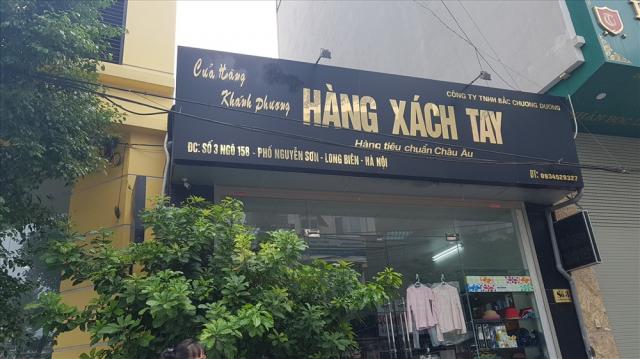 Cửa Hàng
Khánh Phương
CÔNG TY TNHH BẮC CHƯƠNG DƯƠNG
HÀNG XÁCH TAY
Hàng tiêu chuẩn Châu Âu
ĐC: SỐ 3 NGÕ 158 - PHỐ NGUYỄN SƠN - LONG BIÊN - HÀ NỘI
ĐT: 0934529327